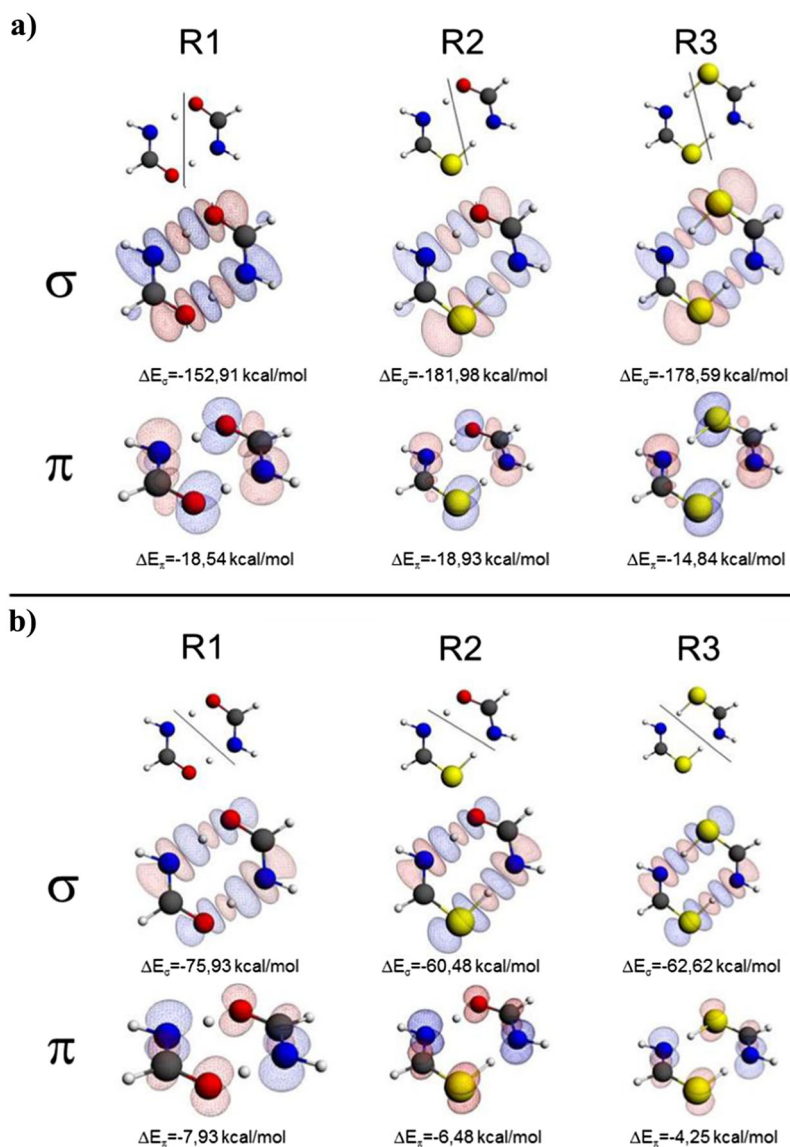 a)
R1 R2 R3
σ
ΔEσ=-152,91 kcal/mol ΔEσ=-181,98 kcal/mol ΔEσ=-178,59 kcal/mol
π
ΔEπ=-18,54 kcal/mol ΔEπ=-18,93 kcal/mol ΔEπ=-14,84 kcal/mol
b)
R1 R2 R3
σ
ΔEσ=-75,93 kcal/mol ΔEσ=-60,48 kcal/mol ΔEσ=-62,62 kcal/mol
π
ΔEπ=-7,93 kcal/mol ΔEπ=-6,48 kcal/mol ΔEπ=-4,25 kcal/mol